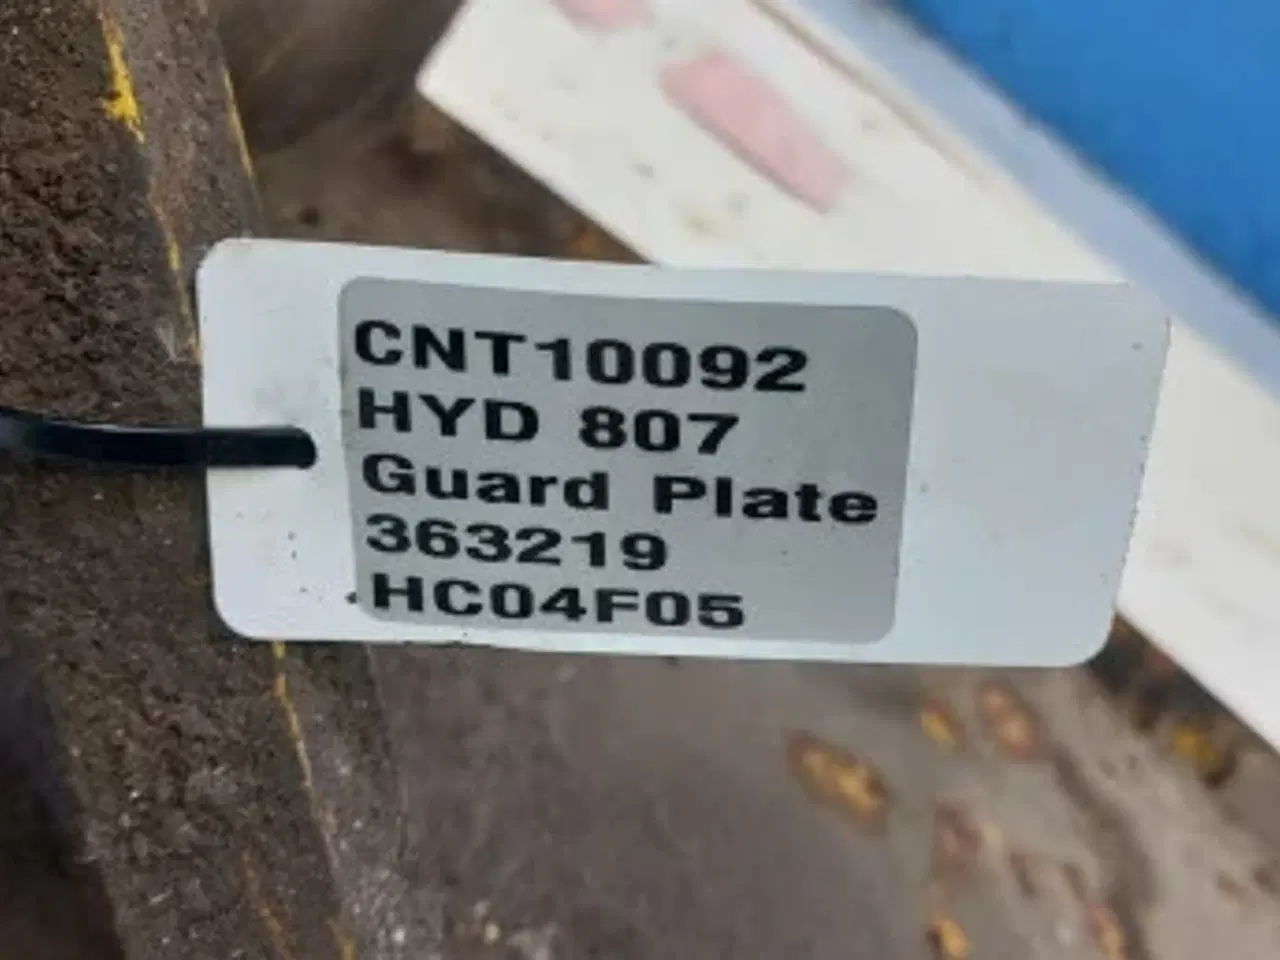 CNT10092
HYD 807
Guard Plate
363219
HC04F05